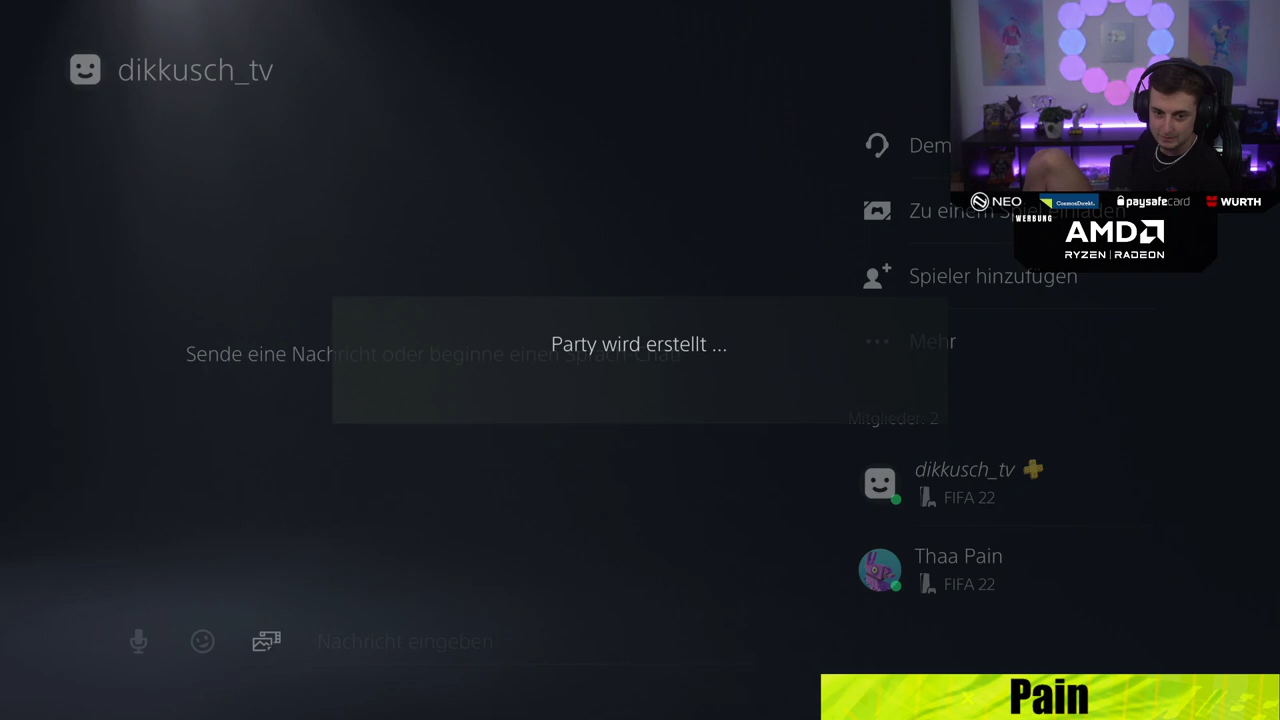 dikkusch_tv
Dem
Zu einem Spiel einladen
Spieler hinzufügen
Mehr
Sende eine Nachricht oder beginne einen Sprach-Chat!
Party wird erstellt ...
Mitglieder: 2
dikkusch_tv
FIFA 22
Thaa Pain
FIFA 22
Nachricht eingeben
NEO
CosmosDirekt.
paysafecard
WURTH
WERBUNG
AMD
RYZEN | RADEON
Pain